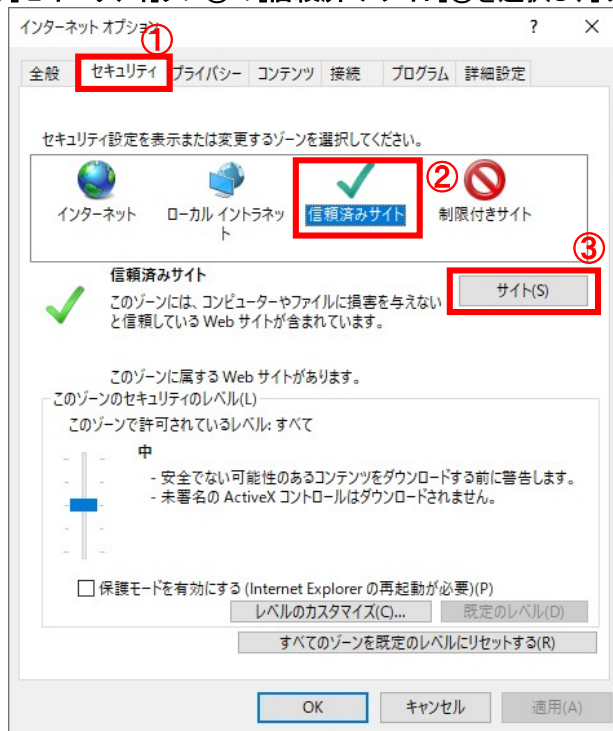 インターネット オプション ? ×
①
全般 セキュリティ プライバシー コンテンツ 接続 プログラム 詳細設定
セキュリティ設定を表示または変更するゾーンを選択してください。
②
インターネット ローカル イントラネット 信頼済みサイト 制限付きサイト
③
信頼済みサイト
サイト(S)
このゾーンには、コンピューターやファイルに損害を与えない
と信頼している Web サイトが含まれています。
このゾーンに属する Web サイトがあります。
このゾーンのセキュリティのレベル(L)
このゾーンで許可されているレベル: すべて
中
- 安全でない可能性のあるコンテンツをダウンロードする前に警告します。
- 未署名の ActiveX コントロールはダウンロードされません。
保護モードを有効にする (Internet Explorer の再起動が必要)(P)
レベルのカスタマイズ(C)... 既定のレベル(D)
すべてのゾーンを既定のレベルにリセットする(R)
OK キャンセル 適用(A)